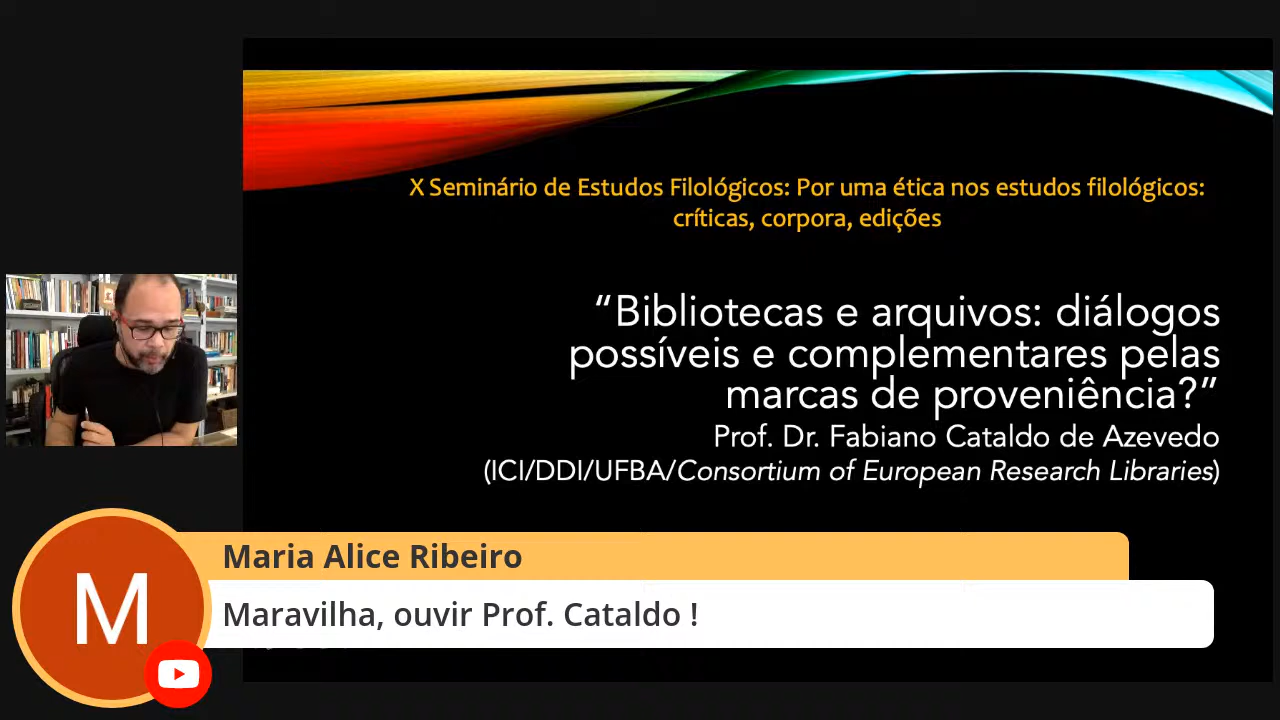 X Seminário de Estudos Filológicos: Por uma ética nos estudos filológicos:
críticas, corpora, edições
“Bibliotecas e arquivos: diálogos
possíveis e complementares pelas
marcas de proveniência?”
Prof. Dr. Fabiano Cataldo de Azevedo
(ICI/DDI/UFBA/Consortium of European Research Libraries)
Maria Alice Ribeiro
M
Maravilha, ouvir Prof. Cataldo !